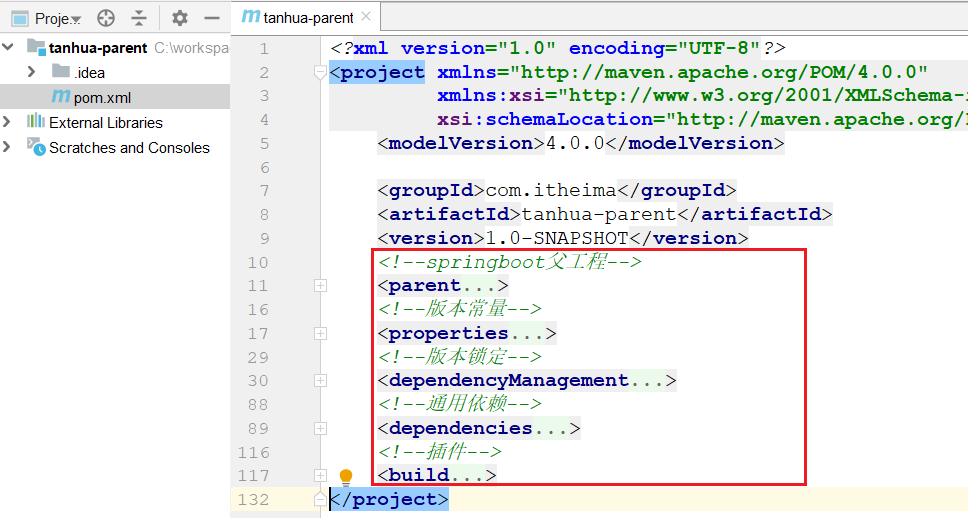 Proje...
tanhua-parent
tanhua-parent C:\workspa
.idea
pom.xml
External Libraries
Scratches and Consoles
1 <?xml version="1.0" encoding="UTF-8"?>
2 <project xmlns="http://maven.apache.org/POM/4.0.0"
3 xmlns:xsi="http://www.w3.org/2001/XMLSchema-
4 xsi:schemaLocation="http://maven.apache.org/
5 <modelVersion>4.0.0</modelVersion>
6
7 <groupId>com.itheima</groupId>
8 <artifactId>tanhua-parent</artifactId>
9 <version>1.0-SNAPSHOT</version>
10 <!--springboot父工程-->
11 <parent...>
16 <!--版本常量-->
17 <properties...>
29 <!--版本锁定-->
30 <dependencyManagement...>
88 <!--通用依赖-->
89 <dependencies...>
116 <!--插件-->
117 <build...>
132 </project>